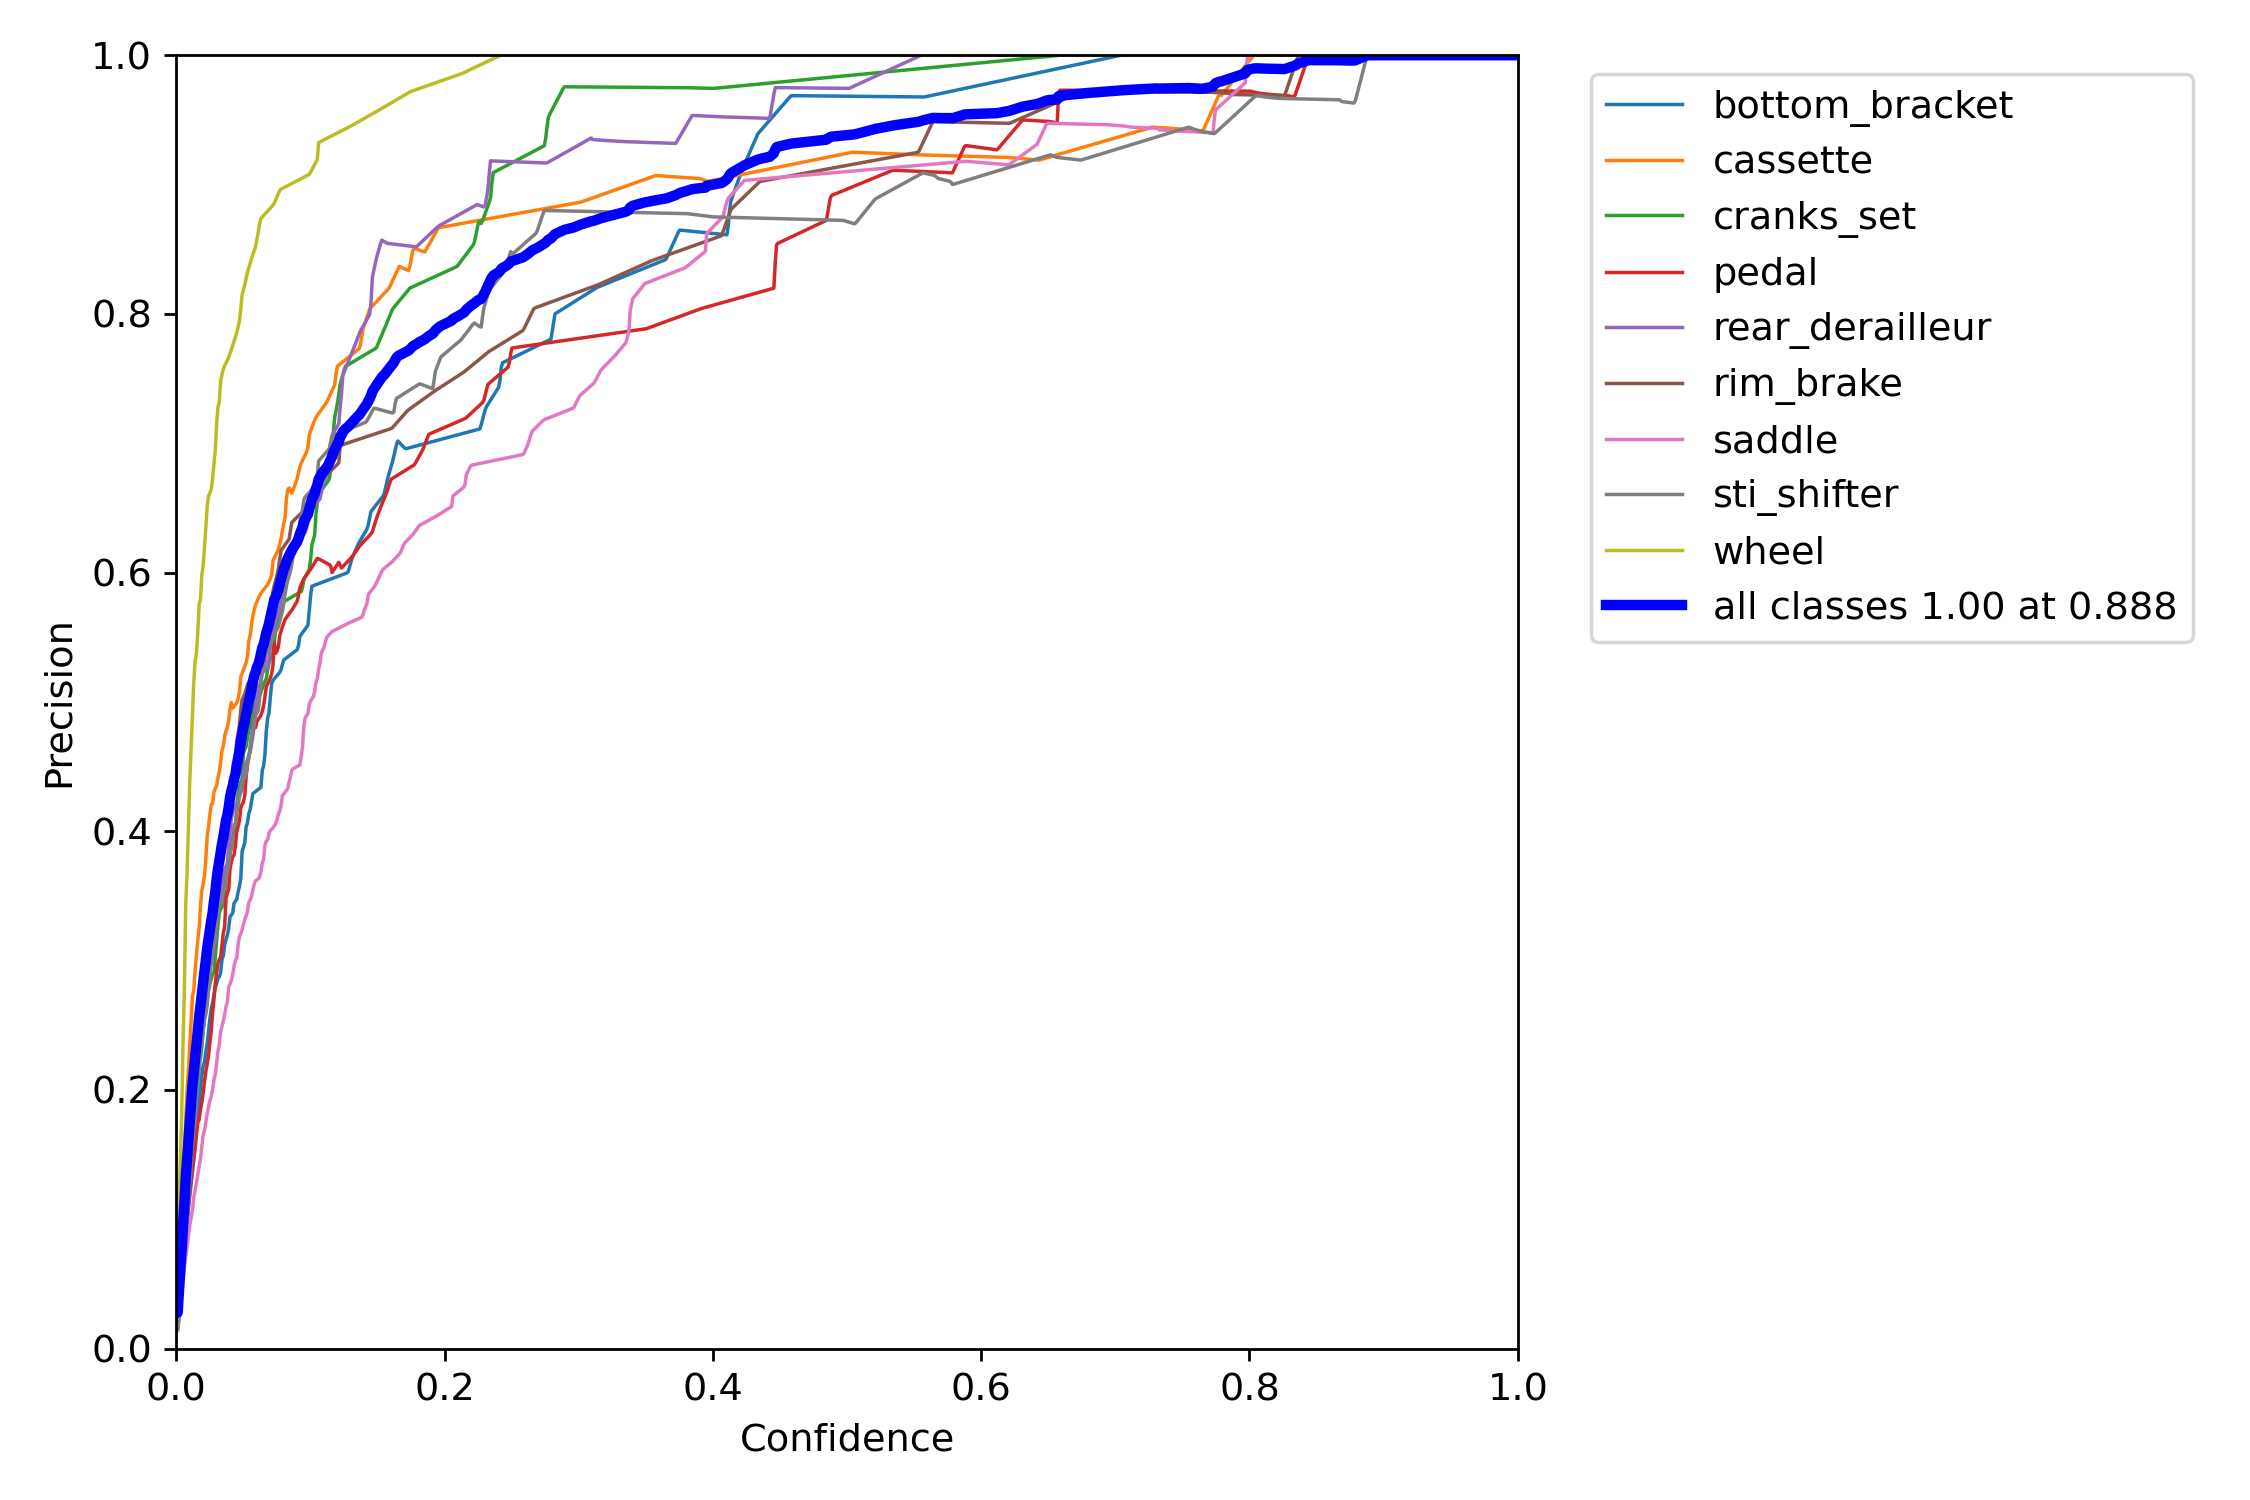 1.0
0.8
0.6
0.4
0.2
0.0
Precision
0.0 0.2 0.4 0.6 0.8 1.0
Confidence
bottom_bracket
cassette
cranks_set
pedal
rear_derailleur
rim_brake
saddle
sti_shifter
wheel
all classes 1.00 at 0.888